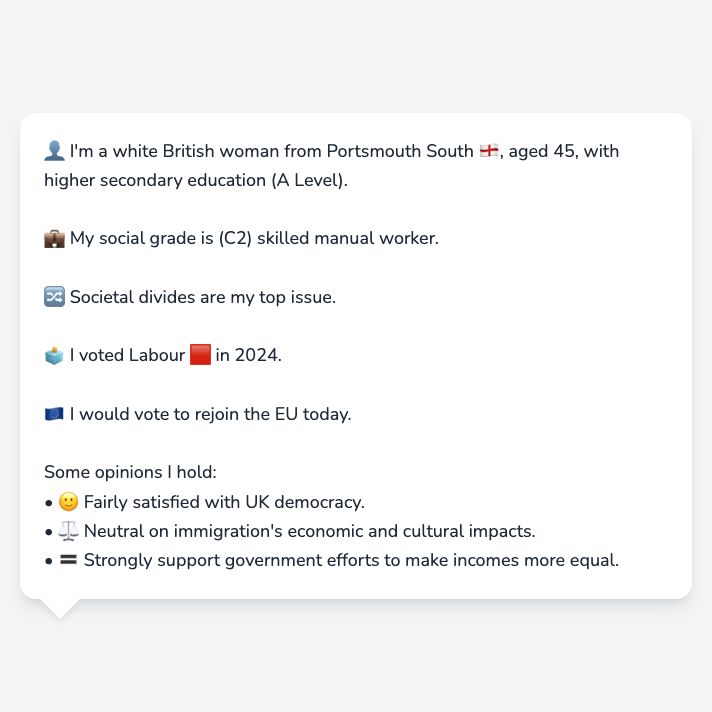 👤 I'm a white British woman from Portsmouth South 🏴󠁧󠁢󠁥󠁮󠁧󠁿, aged 45, with
higher secondary education (A Level).
💼 My social grade is (C2) skilled manual worker.
🔀 Societal divides are my top issue.
🗳️ I voted Labour 🟥 in 2024.
🇪🇺 I would vote to rejoin the EU today.
Some opinions I hold:
• 🙂 Fairly satisfied with UK democracy.
• ⚖️ Neutral on immigration's economic and cultural impacts.
• 🟰 Strongly support government efforts to make incomes more equal.